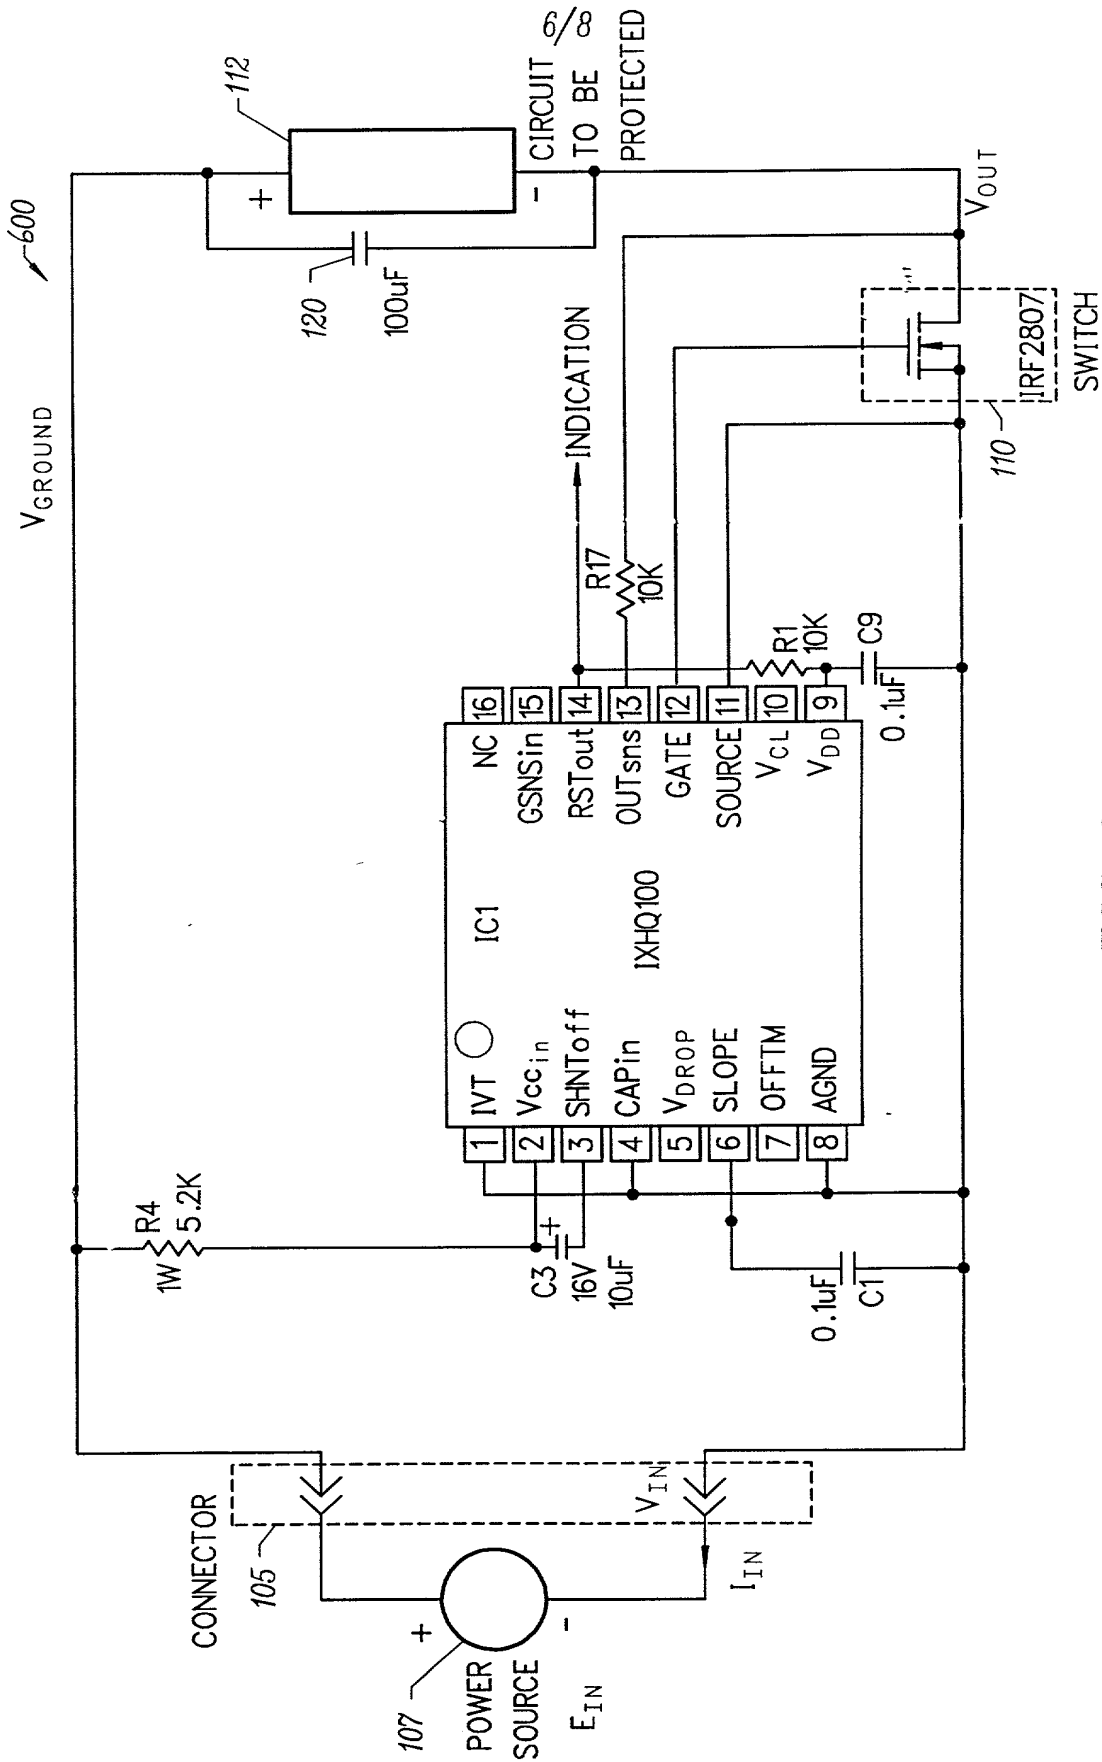 6/8
600
V_GROUND
112
+
-
CIRCUIT
TO BE
PROTECTED
120
100uF
INDICATION
V_OUT
IRF2807
SWITCH
110
R17
10K
R1
10K
C9
0.1uF
16
15
14
13
12
11
10
9
NC
GSNSin
RSTout
OUTsns
GATE
SOURCE
V_CL
V_DD
IC1
IXHQ100
IVT
Vcc_in
SHNToff
CAPin
V_DROP
SLOPE
OFFTM
AGND
1
2
3
4
5
6
7
8
R4
5.2K
1W
C3
+
16V
10uF
0.1uF
C1
CONNECTOR
105
V_IN
I_IN
+
-
107
POWER
SOURCE
E_IN